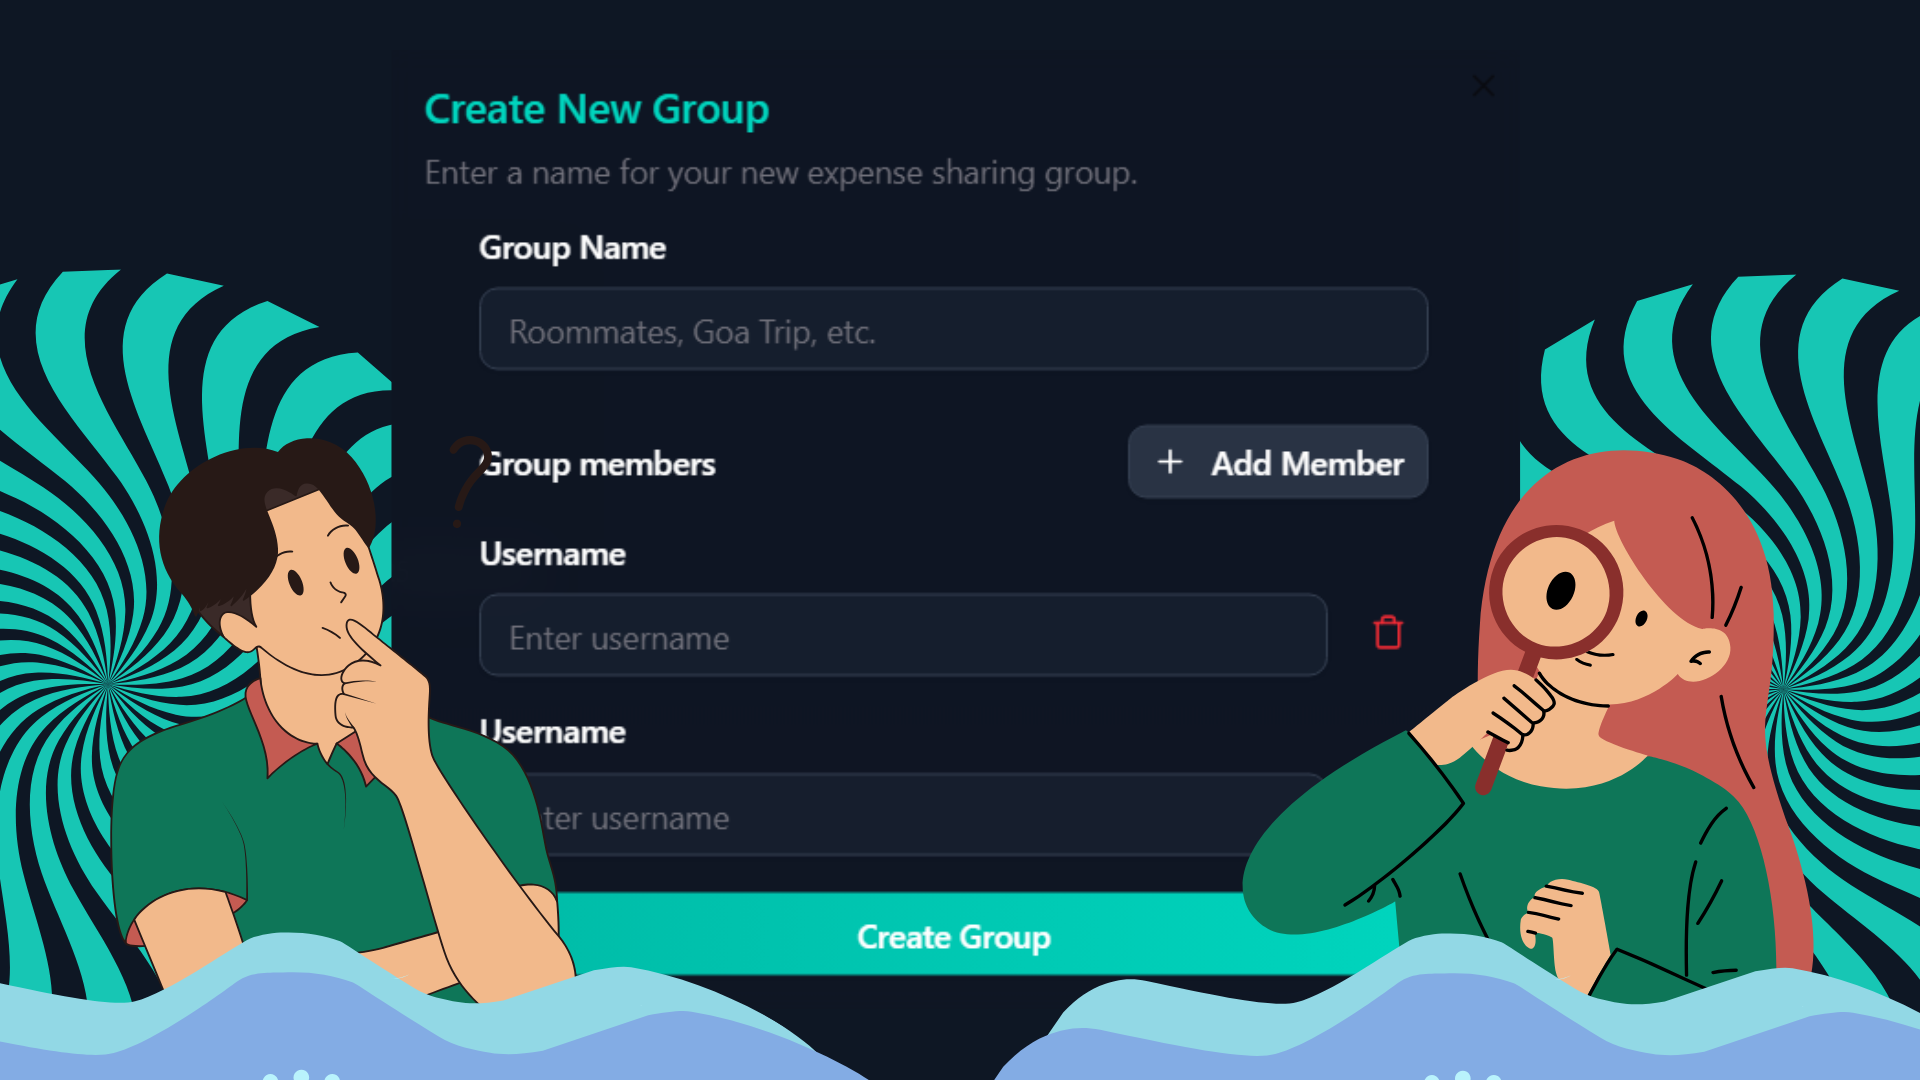 Create New Group
Enter a name for your new expense sharing group.
Group Name
Roommates, Goa Trip, etc.
?
Group members
+ Add Member
Username
Enter username
Username
ter username
Create Group